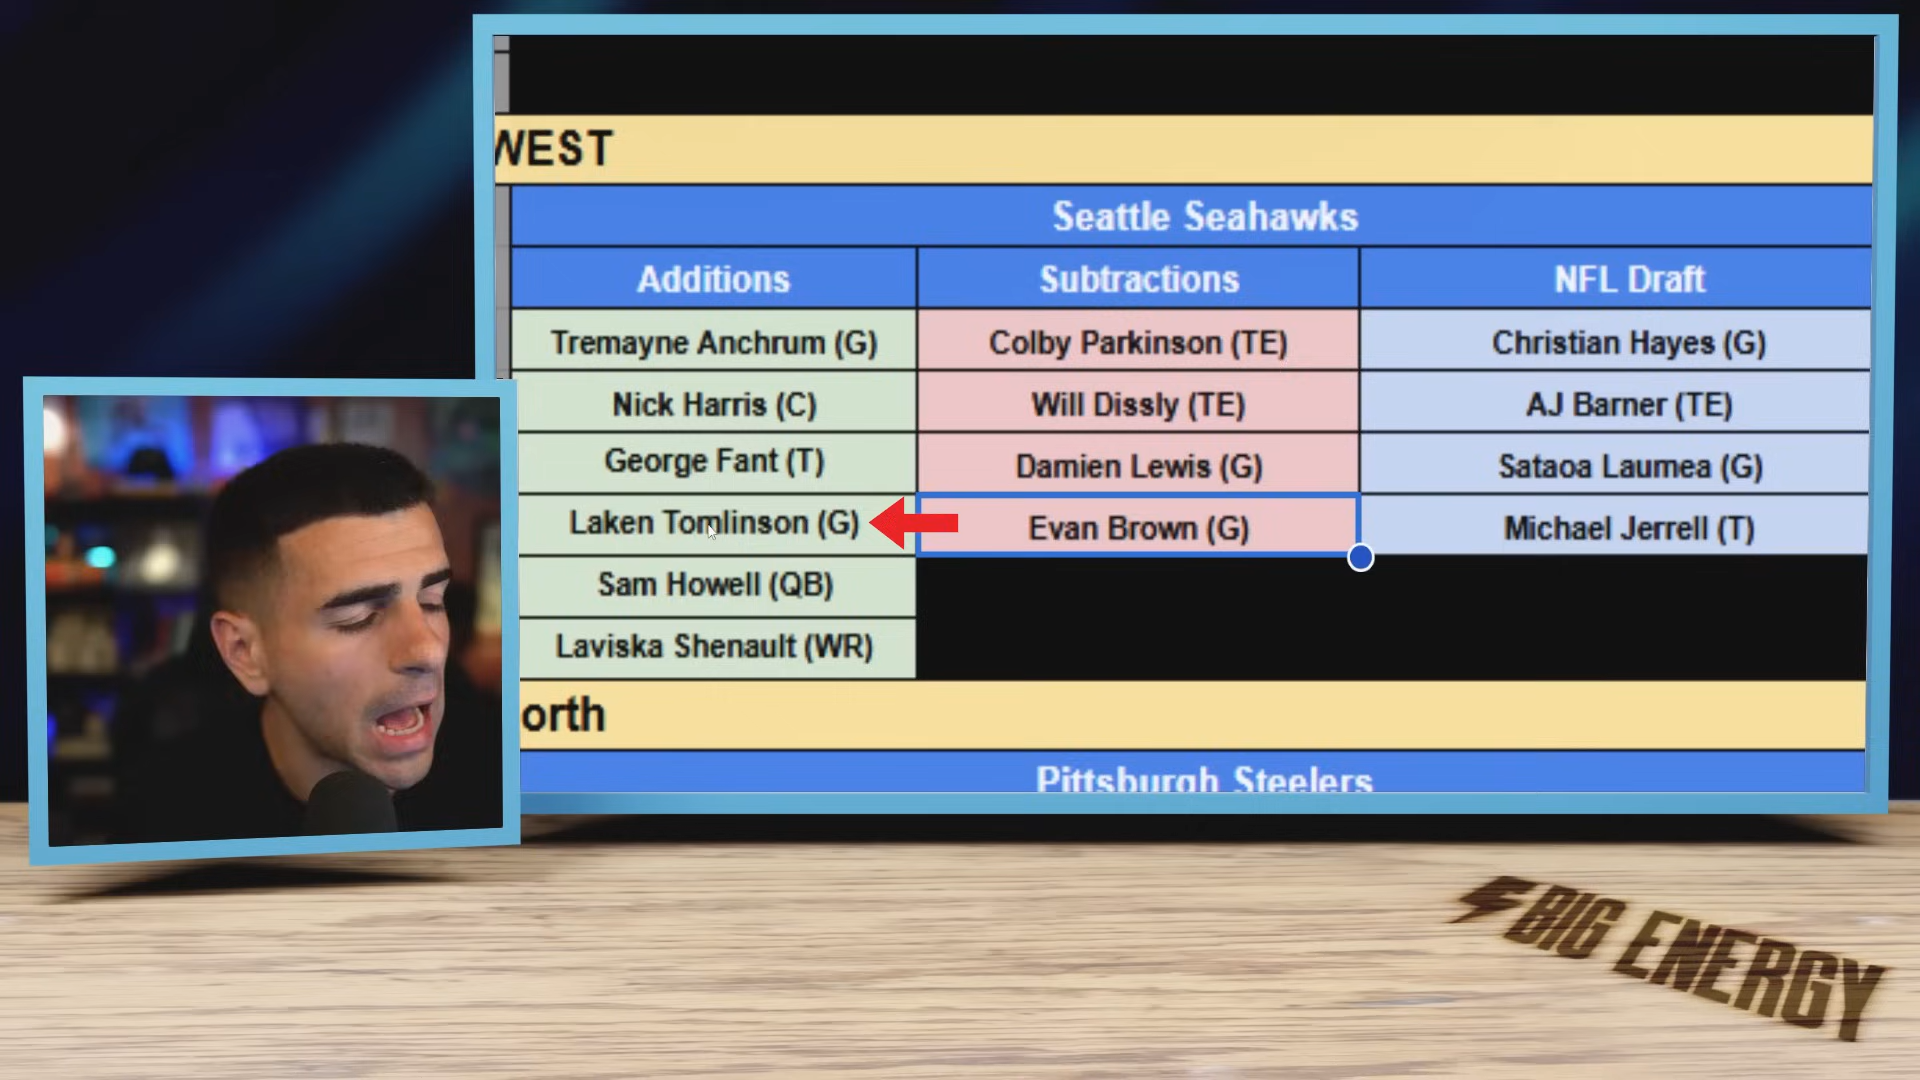 WEST
Seattle Seahawks
Additions Subtractions NFL Draft
Tremayne Anchrum (G) Colby Parkinson (TE) Christian Hayes (G)
Nick Harris (C) Will Dissly (TE) AJ Barner (TE)
George Fant (T) Damien Lewis (G) Sataoa Laumea (G)
Laken Tomlinson (G) Evan Brown (G) Michael Jerrell (T)
Sam Howell (QB)
Laviska Shenault (WR)
orth
Pittsburgh Steelers
BIG ENERGY